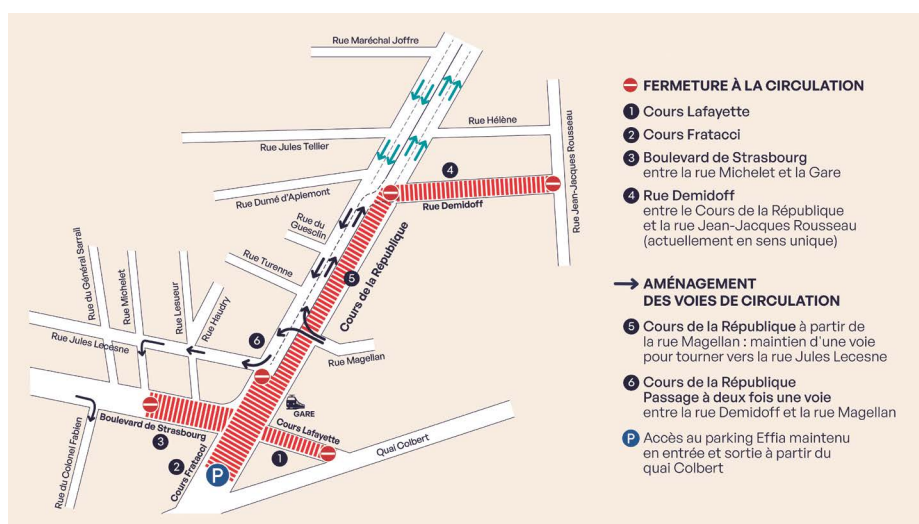 Rue Maréchal Joffre
Rue Hélène
Rue Jules Tellier
Rue Jean-Jacques Rousseau
4
Rue Dumé d'Aplemont
Rue Demidoff
Rue du
Guesclin
Rue Turenne
Cours de la République
5
Rue du Général Sarrail
Rue Michelet
Rue Lesueur
Rue Haudry
6
Rue Jules Lecesne
Rue Magellan
GARE
Boulevard de Strasbourg
3
Cours Lafayette
1
Quai Colbert
Rue du Colonel Fabien
2
Cours Fratacci
P
FERMETURE À LA CIRCULATION
1 Cours Lafayette
2 Cours Fratacci
3 Boulevard de Strasbourg
entre la rue Michelet et la Gare
4 Rue Demidoff
entre le Cours de la République
et la rue Jean-Jacques Rousseau
(actuellement en sens unique)
AMÉNAGEMENT
DES VOIES DE CIRCULATION
5 Cours de la République à partir de
la rue Magellan : maintien d'une voie
pour tourner vers la rue Jules Lecesne
6 Cours de la République
Passage à deux fois une voie
entre la rue Demidoff et la rue Magellan
P Accès au parking Effia maintenu
en entrée et sortie à partir du
quai Colbert